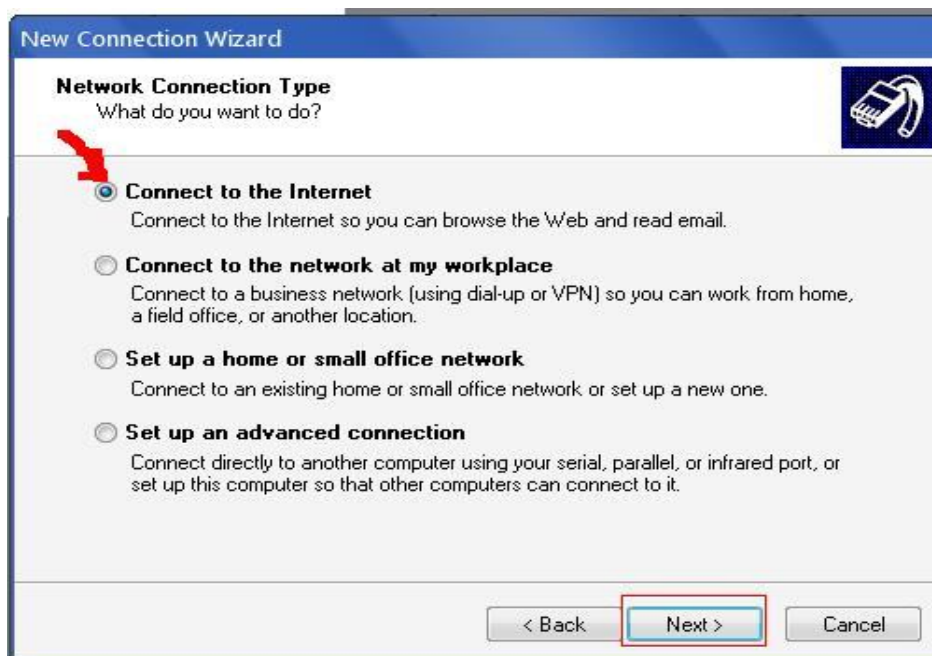 New Connection Wizard
Network Connection Type
What do you want to do?
Connect to the Internet
Connect to the Internet so you can browse the Web and read email.
Connect to the network at my workplace
Connect to a business network (using dial-up or VPN) so you can work from home,
a field office, or another location.
Set up a home or small office network
Connect to an existing home or small office network or set up a new one.
Set up an advanced connection
Connect directly to another computer using your serial, parallel, or infrared port, or
set up this computer so that other computers can connect to it.
< Back Next > Cancel